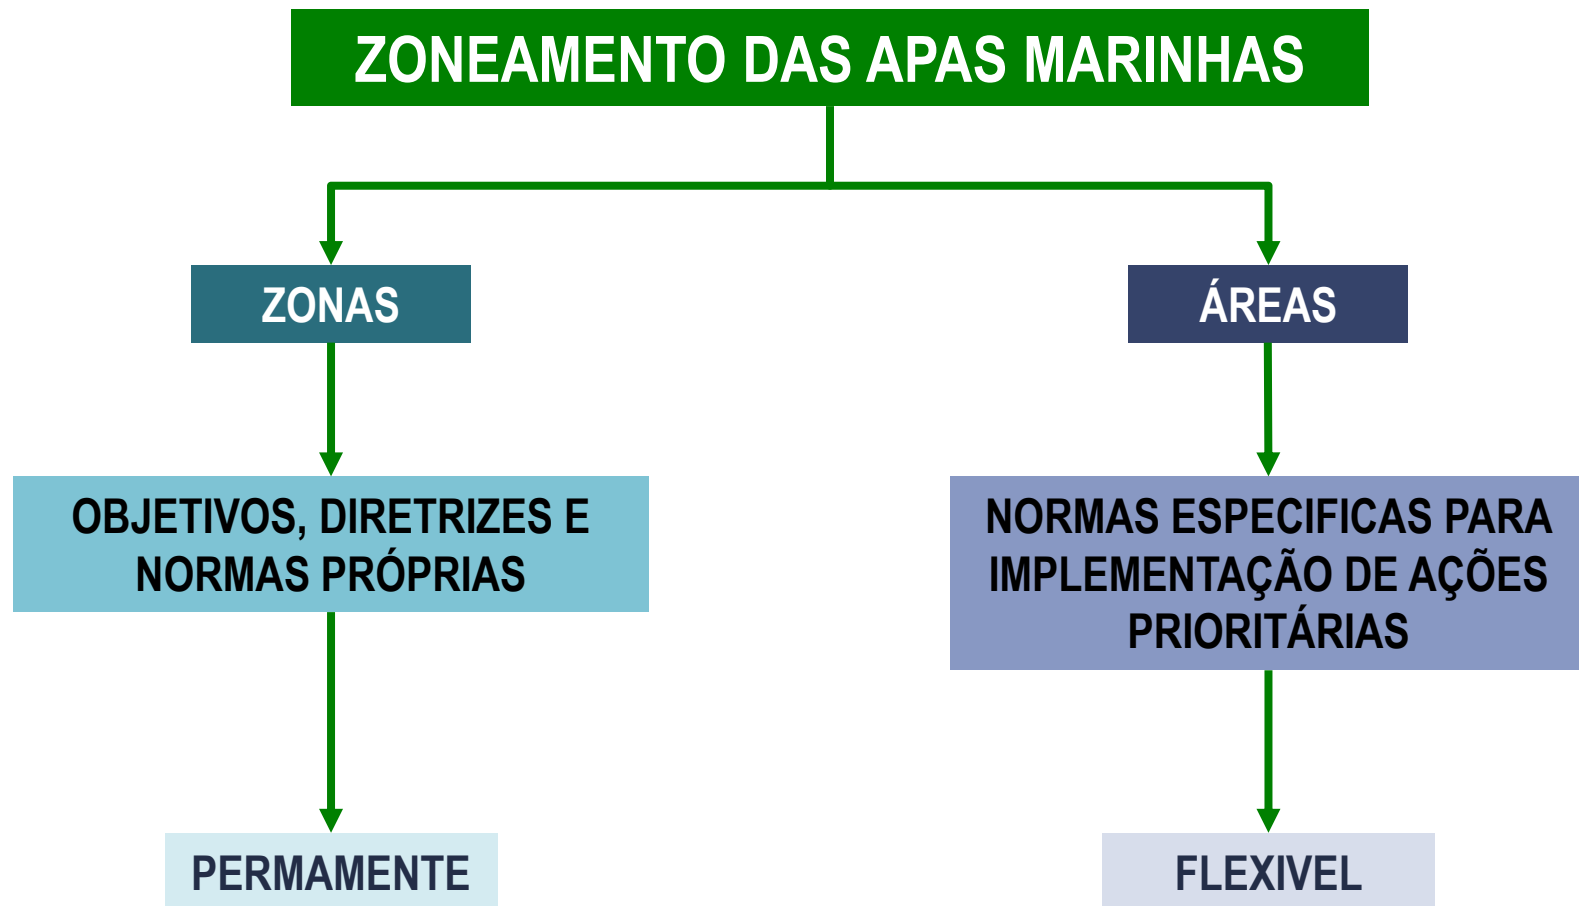 ZONEAMENTO DAS APAS MARINHAS
ZONAS
ÁREAS
OBJETIVOS, DIRETRIZES E
NORMAS PRÓPRIAS
NORMAS ESPECIFICAS PARA
IMPLEMENTAÇÃO DE AÇÕES
PRIORITÁRIAS
PERMAMENTE
FLEXIVEL